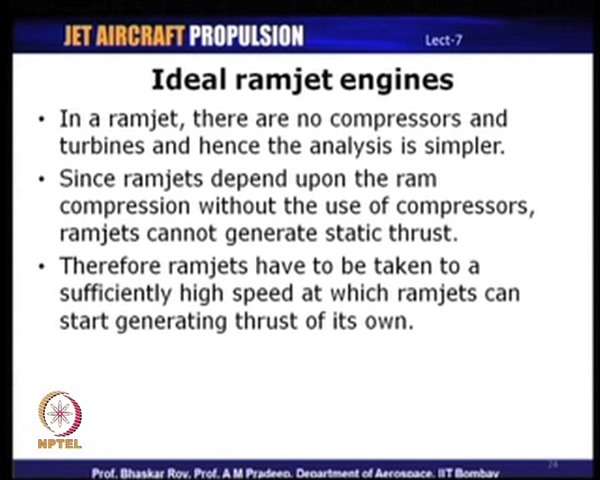 JET AIRCRAFT PROPULSION
Lect-7
Ideal ramjet engines
• In a ramjet, there are no compressors and
turbines and hence the analysis is simpler.
• Since ramjets depend upon the ram
compression without the use of compressors,
ramjets cannot generate static thrust.
• Therefore ramjets have to be taken to a
sufficiently high speed at which ramjets can
start generating thrust of its own.
NPTEL
24
Prof. Bhaskar Roy, Prof. A M Pradeep, Department of Aerospace, IIT Bombay